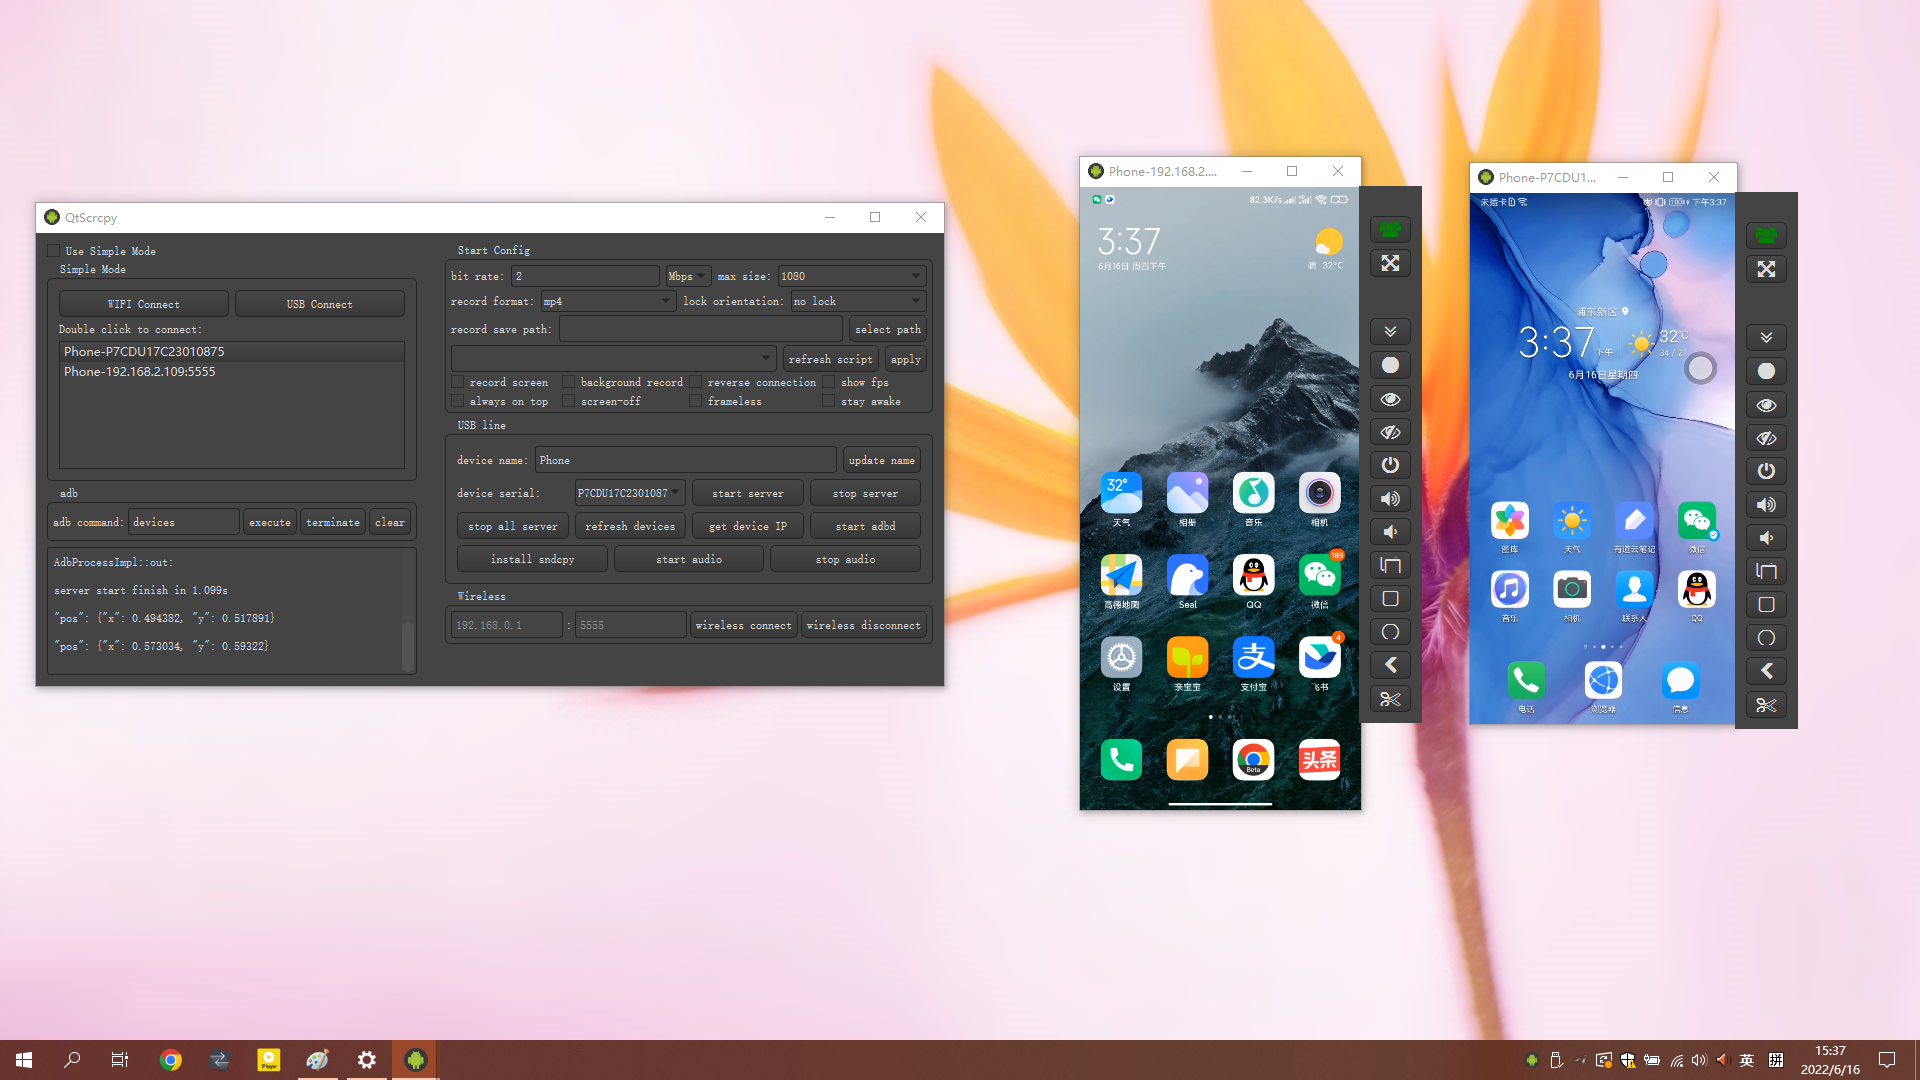 QtScrcpy
Use Simple Mode
Simple Mode
WIFI Connect
USB Connect
Double click to connect:
Phone-P7CDU17C23010875
Phone-192.168.2.109:5555
adb
adb command:
devices
execute
terminate
clear
AdbProcessImpl::out:
server start finish in 1.099s
"pos": {"x": 0.494382, "y": 0.517891}
"pos": {"x": 0.573034, "y": 0.59322}
Start Config
bit rate:
2
Mbps
max size:
1080
record format:
mp4
lock orientation:
no lock
record save path:
select path
refresh script
apply
record screen
background record
reverse connection
show fps
always on top
screen-off
frameless
stay awake
USB line
device name:
Phone
update name
device serial:
P7CDU17C2301087
start server
stop server
stop all server
refresh devices
get device IP
start adbd
install sndcpy
start audio
stop audio
Wireless
192.168.0.1
:
5555
wireless connect
wireless disconnect
Phone-192.168.2....
82.3K/s
3:37
6月16日 周四下午
晴 32°C
32°
天气
相册
音乐
相机
189
高德地图
Seal
QQ
微信
4
设置
亲宝宝
支付宝
飞书
Beta
头条
Phone-P7CDU1...
未插卡
100
下午3:37
浦东新区
3:37
下午
32°C
34 / 21
6月16日星期四
图库
天气
有道云笔记
微信
音乐
相机
联系人
QQ
电话
浏览器
信息
Player
英
拼
15:37
2022/6/16